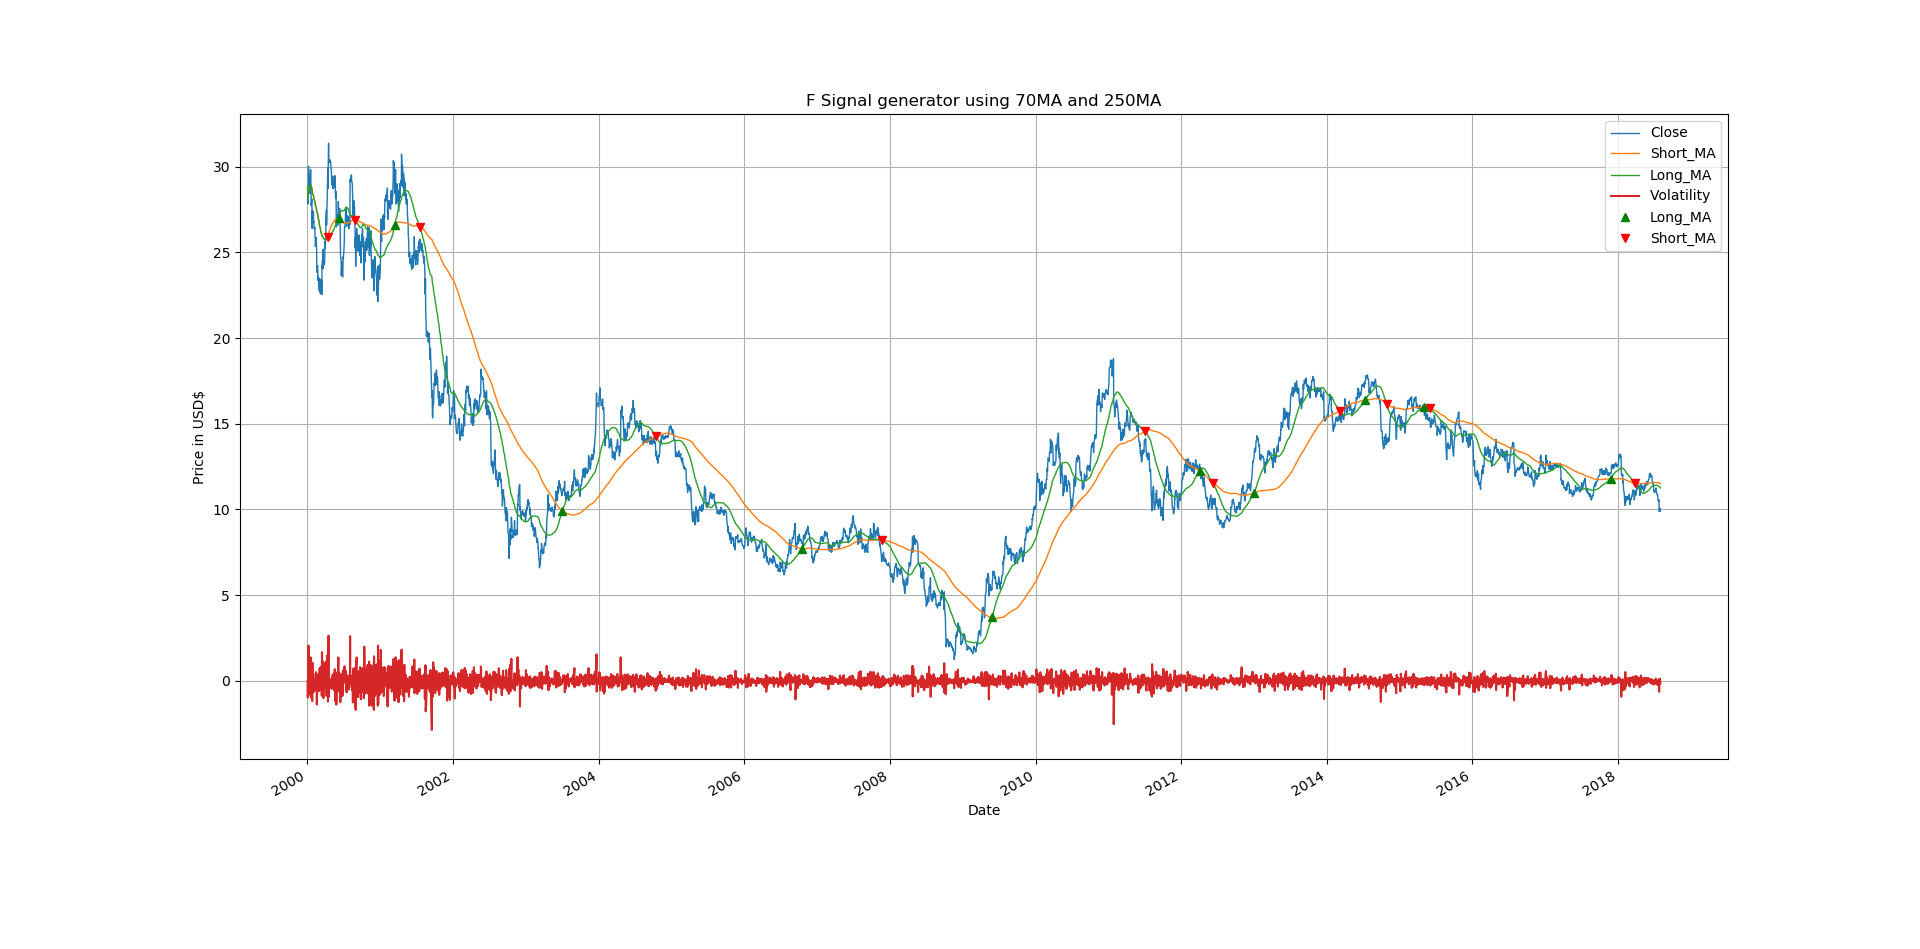 F Signal generator using 70MA and 250MA
Close
Short_MA
Long_MA
Volatility
Long_MA
Short_MA
Price in USD$
30
25
20
15
10
5
0
2000
2002
2004
2006
2008
2010
2012
2014
2016
2018
Date